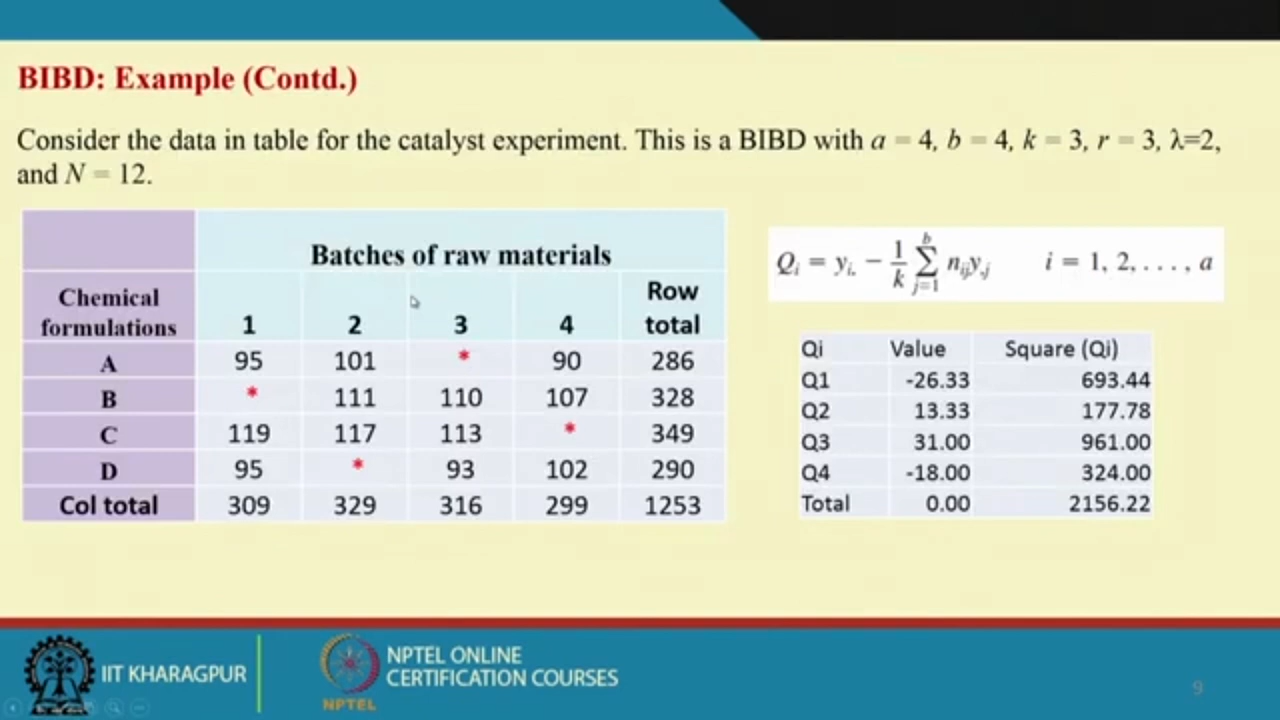 BIBD: Example (Contd.)
Consider the data in table for the catalyst experiment. This is a BIBD with a = 4, b = 4, k = 3, r = 3, λ=2,
and N = 12.
Batches of raw materials
Chemical formulations 1 2 3 4 Row total
A 95 101 * 90 286
B * 111 110 107 328
C 119 117 113 * 349
D 95 * 93 102 290
Col total 309 329 316 299 1253
Q_i = y_i. − 1/k ∑_{j=1}^{b} n_ij y_.j i = 1, 2, . . . , a
Qi Value Square (Qi)
Q1 -26.33 693.44
Q2 13.33 177.78
Q3 31.00 961.00
Q4 -18.00 324.00
Total 0.00 2156.22
IIT KHARAGPUR
NPTEL ONLINE
CERTIFICATION COURSES
NPTEL
9